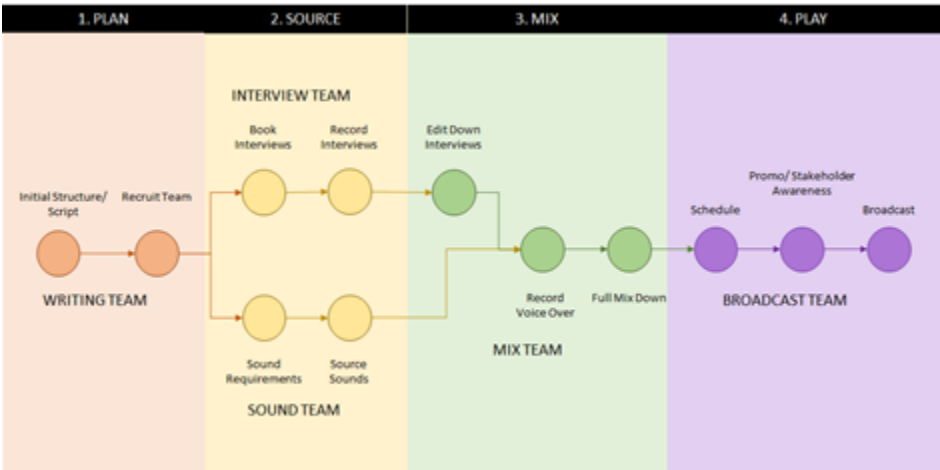 1. PLAN
2. SOURCE
3. MIX
4. PLAY
INTERVIEW TEAM
Book
Interviews
Record
Interviews
Edit Down
Interviews
Initial Structure/
Script
Recruit Team
Promo/ Stakeholder
Awareness
Schedule
Broadcast
WRITING TEAM
Record
Voice Over
Full Mix Down
BROADCAST TEAM
MIX TEAM
Sound
Requirements
Source
Sounds
SOUND TEAM